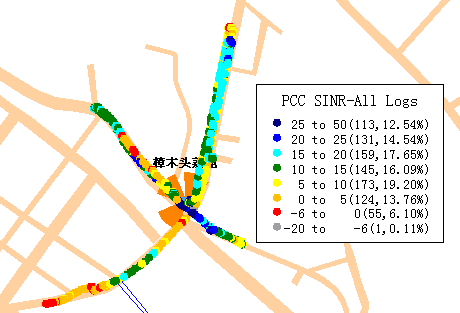 PCC SINR-All Logs
25 to 50(113,12.54%)
20 to 25(131,14.54%)
15 to 20(159,17.65%)
10 to 15(145,16.09%)
5 to 10(173,19.20%)
0 to 5(124,13.76%)
-6 to 0(55,6.10%)
-20 to -6(1,0.11%)
樟木头